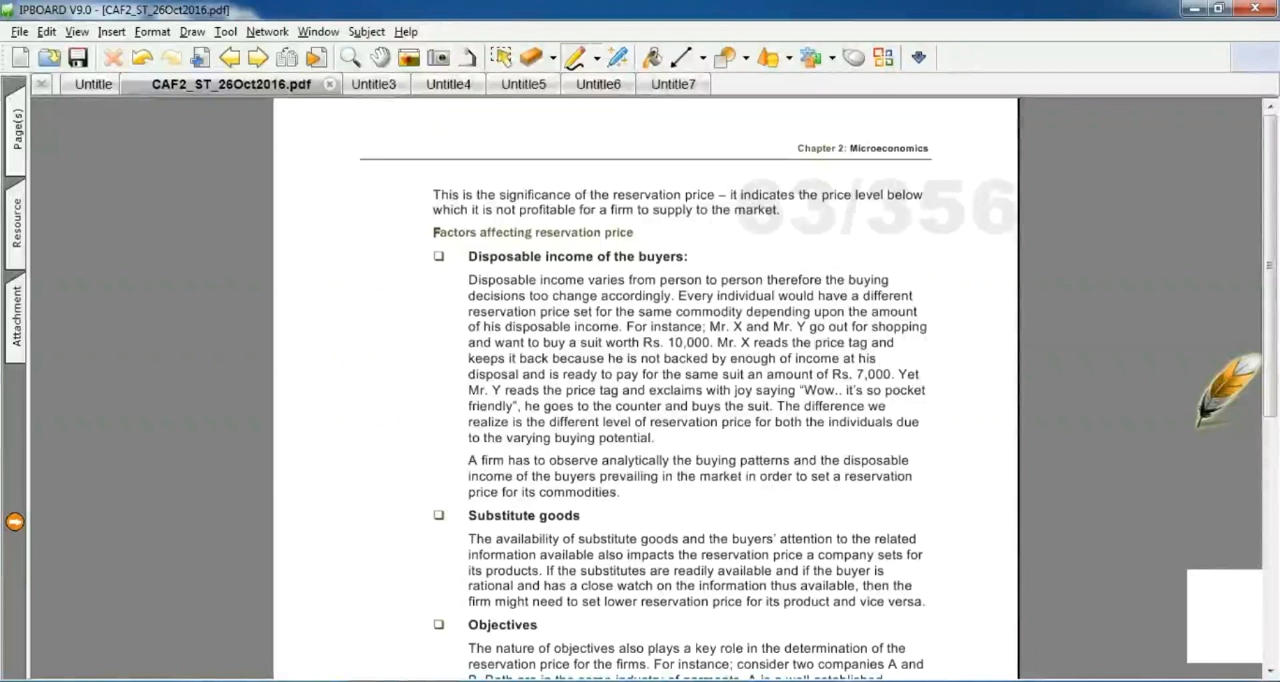 IPBOARD V9.0 - [CAF2_ST_26Oct2016.pdf]
File Edit View Insert Format Draw Tool Network Window Subject Help
Untitle CAF2_ST_26Oct2016.pdf Untitle3 Untitle4 Untitle5 Untitle6 Untitle7
Page(s)
Resource
Attachment
Chapter 2: Microeconomics
63/356
This is the significance of the reservation price – it indicates the price level below
which it is not profitable for a firm to supply to the market.
Factors affecting reservation price
❑ Disposable income of the buyers:
Disposable income varies from person to person therefore the buying
decisions too change accordingly. Every individual would have a different
reservation price set for the same commodity depending upon the amount
of his disposable income. For instance; Mr. X and Mr. Y go out for shopping
and want to buy a suit worth Rs. 10,000. Mr. X reads the price tag and
keeps it back because he is not backed by enough of income at his
disposal and is ready to pay for the same suit an amount of Rs. 7,000. Yet
Mr. Y reads the price tag and exclaims with joy saying “Wow.. it’s so pocket
friendly”, he goes to the counter and buys the suit. The difference we
realize is the different level of reservation price for both the individuals due
to the varying buying potential.
A firm has to observe analytically the buying patterns and the disposable
income of the buyers prevailing in the market in order to set a reservation
price for its commodities.
❑ Substitute goods
The availability of substitute goods and the buyers’ attention to the related
information available also impacts the reservation price a company sets for
its products. If the substitutes are readily available and if the buyer is
rational and has a close watch on the information thus available, then the
firm might need to set lower reservation price for its product and vice versa.
❑ Objectives
The nature of objectives also plays a key role in the determination of the
reservation price for the firms. For instance; consider two companies A and
B. Both are in the same industry of garments. A is a well established